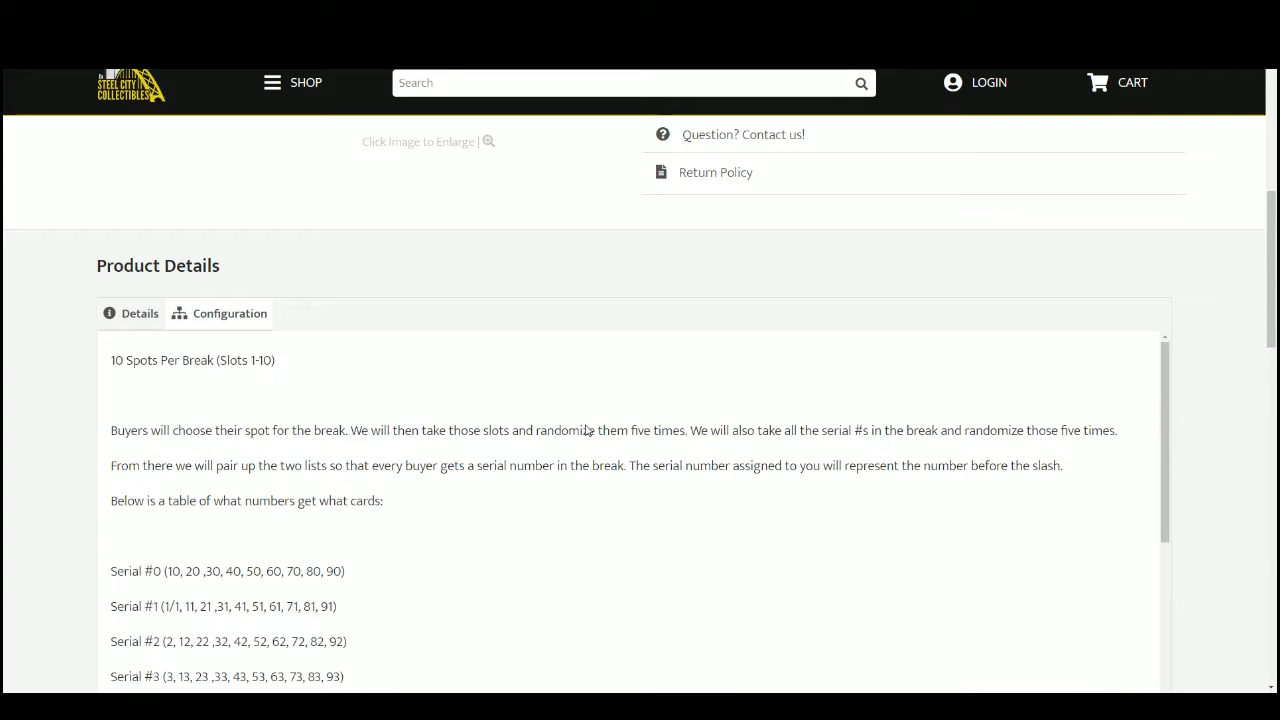 STEEL CITY
COLLECTIBLES
SHOP
Search
LOGIN
CART
Click Image to Enlarge |
Question? Contact us!
Return Policy
Product Details
Details
Configuration
10 Spots Per Break (Slots 1-10)
Buyers will choose their spot for the break. We will then take those slots and randomize them five times. We will also take all the serial #s in the break and randomize those five times.
From there we will pair up the two lists so that every buyer gets a serial number in the break. The serial number assigned to you will represent the number before the slash.
Below is a table of what numbers get what cards:
Serial #0 (10, 20 ,30, 40, 50, 60, 70, 80, 90)
Serial #1 (1/1, 11, 21 ,31, 41, 51, 61, 71, 81, 91)
Serial #2 (2, 12, 22 ,32, 42, 52, 62, 72, 82, 92)
Serial #3 (3, 13, 23 ,33, 43, 53, 63, 73, 83, 93)